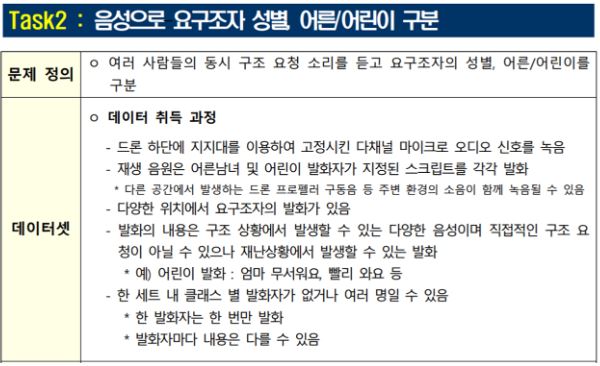 Task2 : 음성으로 요구조자 성별, 어른/어린이 구분
문제 정의
ㅇ 여러 사람들의 동시 구조 요청 소리를 듣고 요구조자의 성별, 어른/어린이를
구분
데이터셋
ㅇ 데이터 취득 과정
- 드론 하단에 지지대를 이용하여 고정시킨 다채널 마이크로 오디오 신호를 녹음
- 재생 음원은 어른남녀 및 어린이 발화자가 지정된 스크립트를 각각 발화
* 다른 공간에서 발생하는 드론 프로펠러 구동음 등 주변 환경의 소음이 함께 녹음될 수 있음
- 다양한 위치에서 요구조자의 발화가 있음
- 발화의 내용은 구조 상황에서 발생할 수 있는 다양한 음성이며 직접적인 구조 요
청이 아닐 수 있으나 재난상황에서 발생할 수 있는 발화
* 예) 어린이 발화 : 엄마 무서워요, 빨리 와요 등
- 한 세트 내 클래스 별 발화자가 없거나 여러 명일 수 있음
* 한 발화자는 한 번만 발화
* 발화자마다 내용은 다를 수 있음